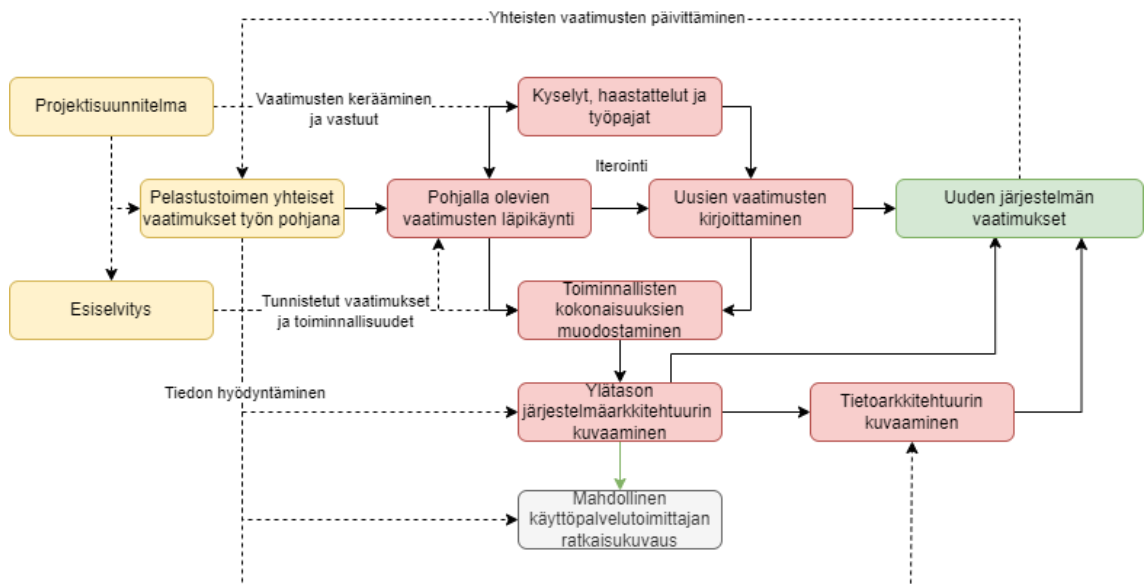 Yhteisten vaatimusten päivittäminen
Projektisuunnitelma
Vaatimusten kerääminen
ja vastuut
Kyselyt, haastattelut ja
työpajat
Iterointi
Pelastustoimen yhteiset
vaatimukset työn pohjana
Pohjalla olevien
vaatimusten läpikäynti
Uusien vaatimusten
kirjoittaminen
Uuden järjestelmän
vaatimukset
Esiselvitys
Tunnistetut vaatimukset
ja toiminnallisuudet
Toiminnallisten
kokonaisuuksien
muodostaminen
Tiedon hyödyntäminen
Ylätason
järjestelmäarkkitehtuurin
kuvaaminen
Tietoarkkitehtuurin
kuvaaminen
Mahdollinen
käyttöpalvelutoimittajan
ratkaisukuvaus